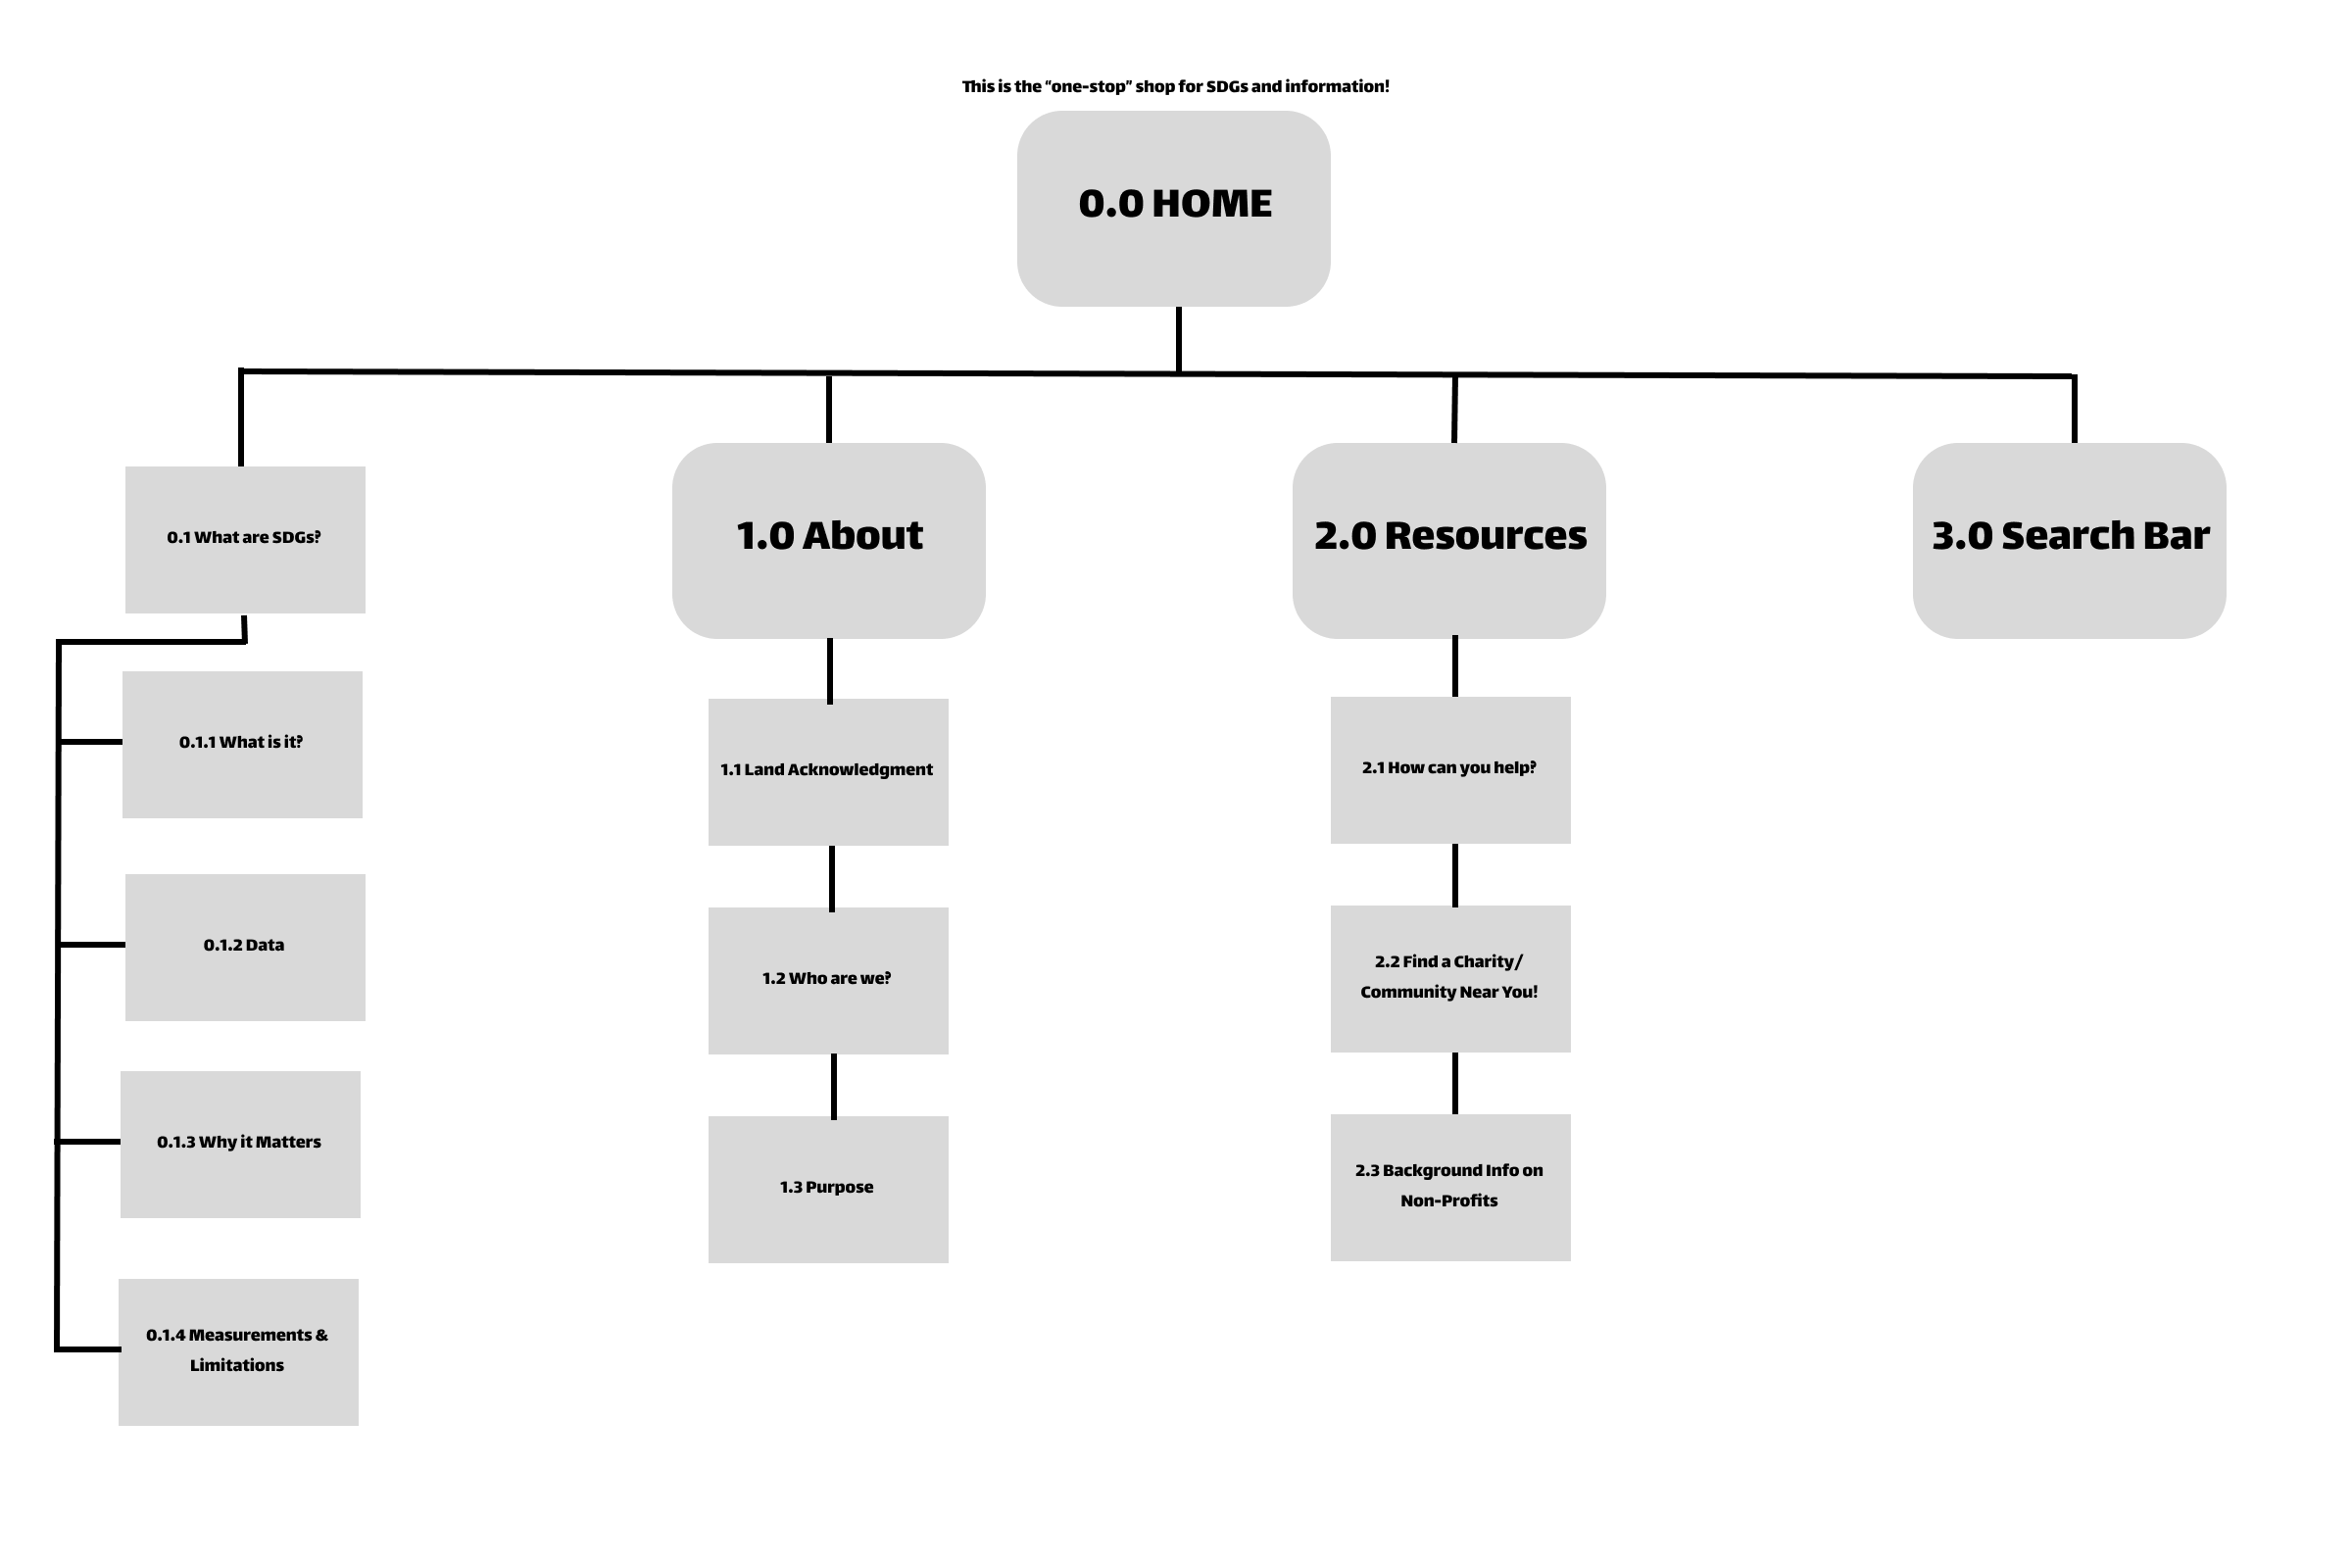 This is the “one-stop” shop for SDGs and information!
0.0 HOME
0.1 What are SDGs?
1.0 About
2.0 Resources
3.0 Search Bar
0.1.1 What is it?
0.1.2 Data
0.1.3 Why it Matters
0.1.4 Measurements &
Limitations
1.1 Land Acknowledgment
1.2 Who are we?
1.3 Purpose
2.1 How can you help?
2.2 Find a Charity/
Community Near You!
2.3 Background Info on
Non-Profits